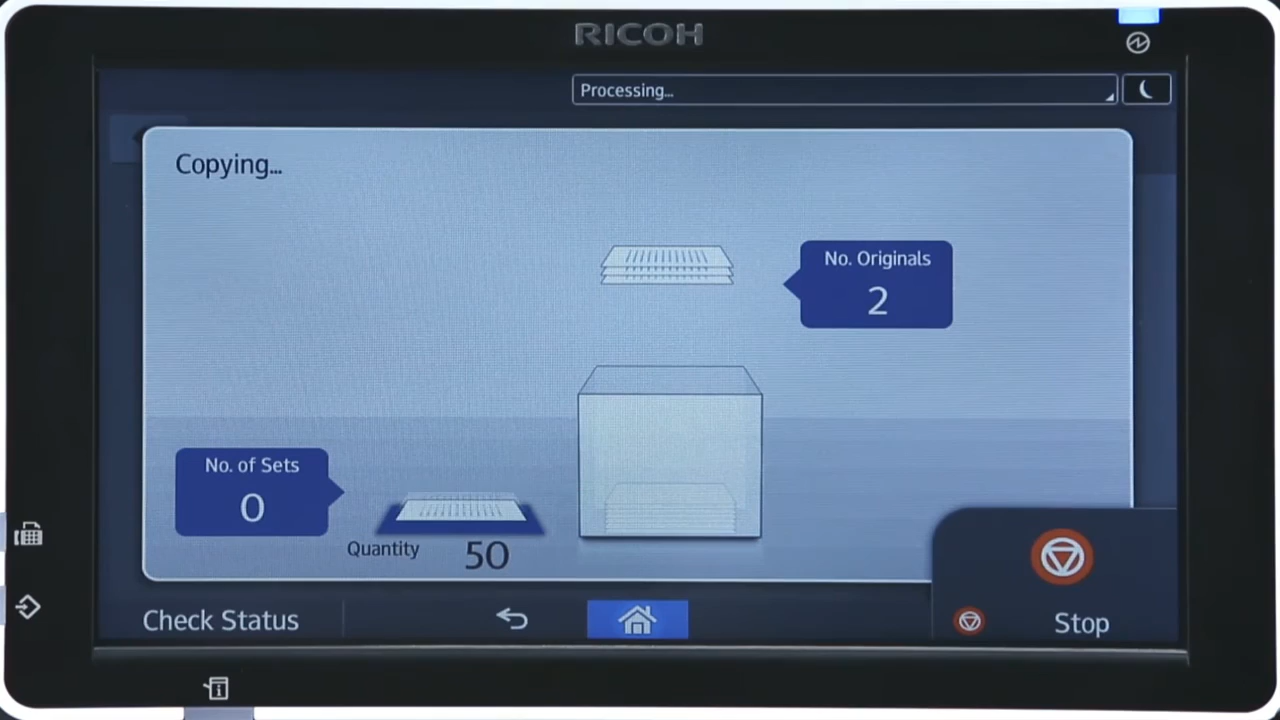 RICOH
Processing...
Copying...
No. Originals
2
No. of Sets
0
Quantity 50
Check Status
Stop